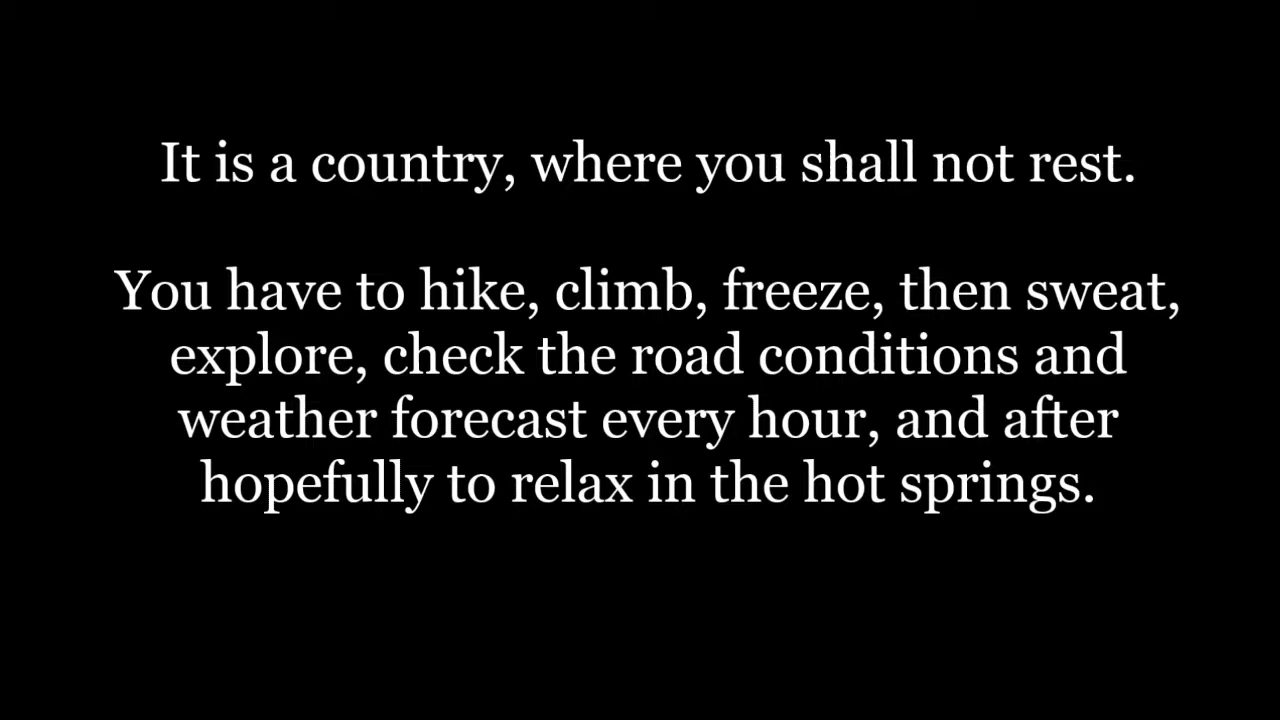 It is a country, where you shall not rest.
You have to hike, climb, freeze, then sweat,
explore, check the road conditions and
weather forecast every hour, and after
hopefully to relax in the hot springs.